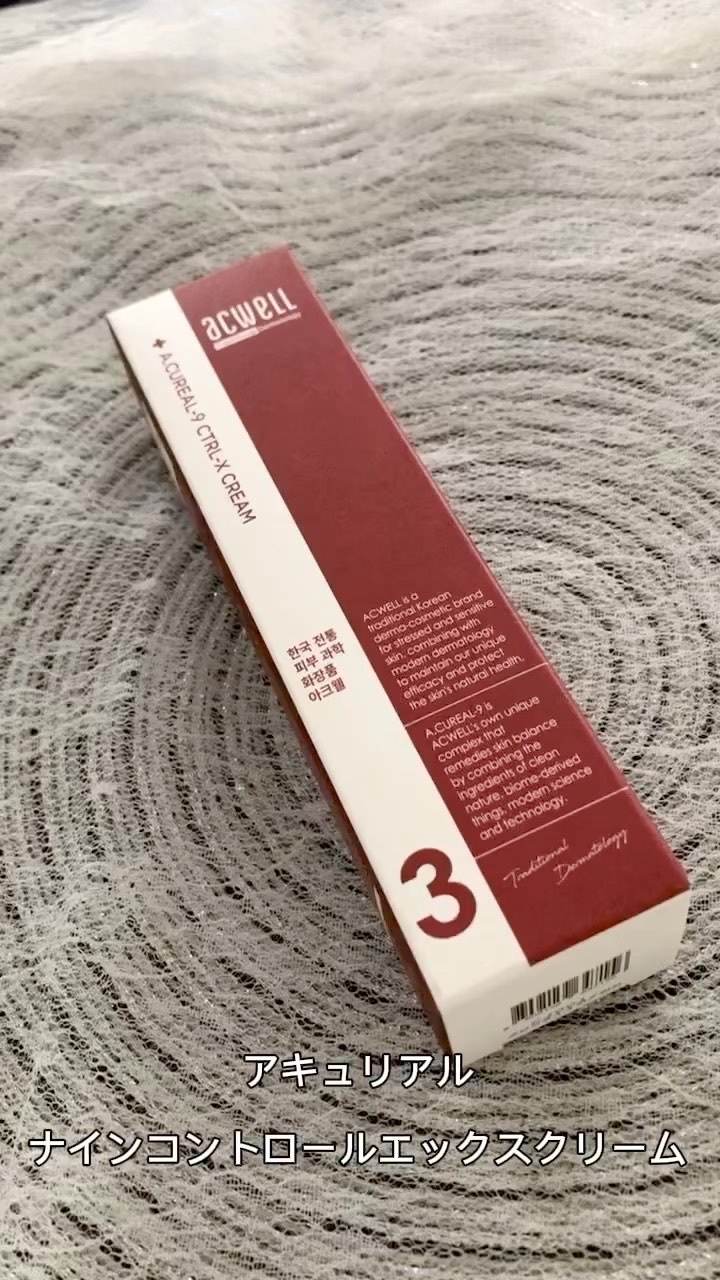 acwell
Dermatology
A.CUREAL-9 CTRL-X CREAM
한국 전통
피부 과학
화장품
아크웰
ACWELL is a
traditional Korean
derma-cosmetic brand
for stressed and sensitive
skin, combining with
modern dermatology
to maintain our unique
efficacy and protect
the skin's natural health.
A.CUREAL-9 is
ACWELL's own unique
complex that
remedies skin balance
by combining the
ingredients of clean
nature, biome-derived
things, modern science
and technology.
Traditional
Dermatology
3
アキュリアル
ナインコントロールエックスクリーム